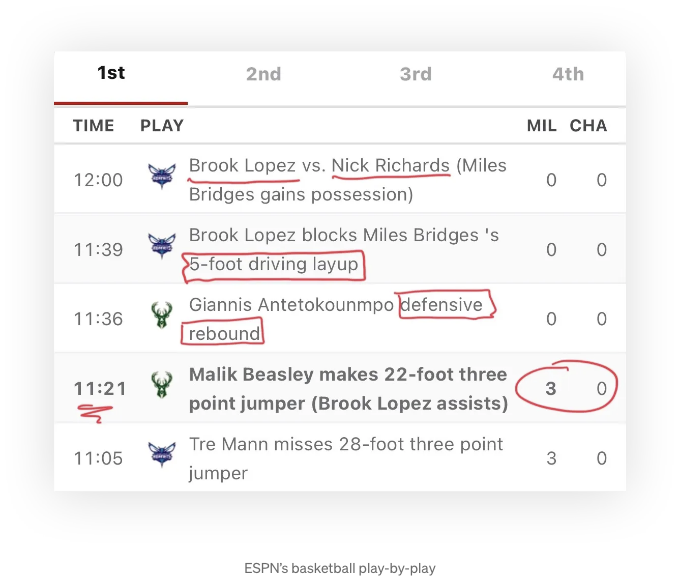 1st 2nd 3rd 4th
TIME PLAY MIL CHA
12:00 Brook Lopez vs. Nick Richards (Miles
Bridges gains possession) 0 0
11:39 Brook Lopez blocks Miles Bridges 's
5-foot driving layup 0 0
11:36 Giannis Antetokounmpo defensive
rebound 0 0
11:21 Malik Beasley makes 22-foot three
point jumper (Brook Lopez assists) 3 0
11:05 Tre Mann misses 28-foot three point
jumper 3 0
ESPN's basketball play-by-play